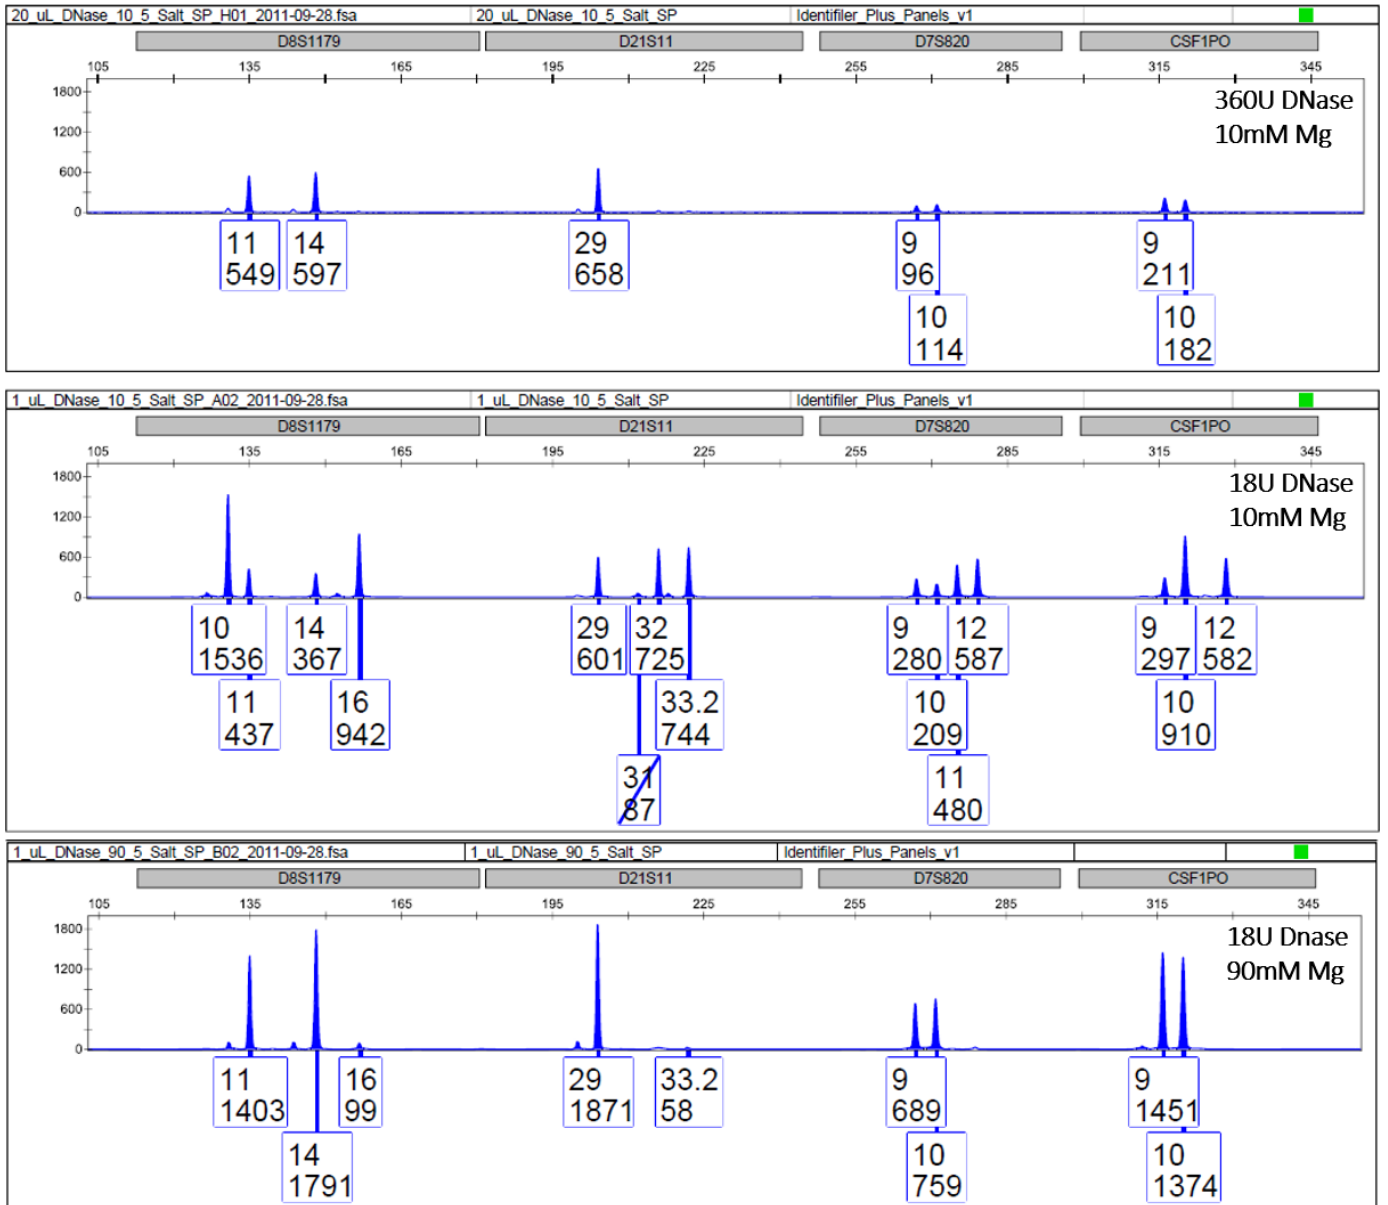 20_uL_DNase_10_5_Salt_SP_H01_2011-09-28.fsa 20_uL_DNase_10_5_Salt_SP Identifiler_Plus_Panels_v1
D8S1179 D21S11 D7S820 CSF1PO
105 135 165 195 225 255 285 315 345
1800
1200
600
0
360U DNase
10mM Mg
11 14 29 9 9
549 597 658 96 211
10 10
114 182
1_uL_DNase_10_5_Salt_SP_A02_2011-09-28.fsa 1_uL_DNase_10_5_Salt_SP Identifiler_Plus_Panels_v1
D8S1179 D21S11 D7S820 CSF1PO
105 135 165 195 225 255 285 315 345
1800
1200
600
0
18U DNase
10mM Mg
10 14 29 32 9 12 9 12
1536 367 601 725 280 587 297 582
11 16 33.2 10 10
437 942 744 209 910
31 11
87 480
1_uL_DNase_90_5_Salt_SP_B02_2011-09-28.fsa 1_uL_DNase_90_5_Salt_SP Identifiler_Plus_Panels_v1
D8S1179 D21S11 D7S820 CSF1PO
105 135 165 195 225 255 285 315 345
1800
1200
600
0
18U Dnase
90mM Mg
11 16 29 33.2 9 9
1403 99 1871 58 689 1451
14 10 10
1791 759 1374